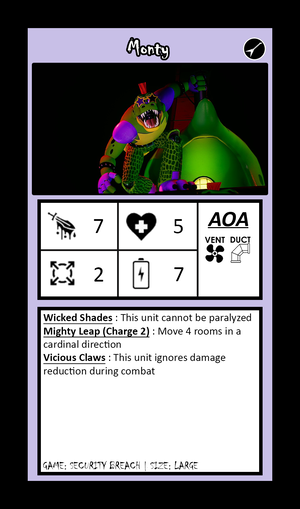 Monty
7
5
AOA
VENT DUCT
2
7
Wicked Shades : This unit cannot be paralyzed
Mighty Leap (Charge 2) : Move 4 rooms in a
cardinal direction
Vicious Claws : This unit ignores damage
reduction during combat
GAME: SECURITY BREACH | SIZE: LARGE